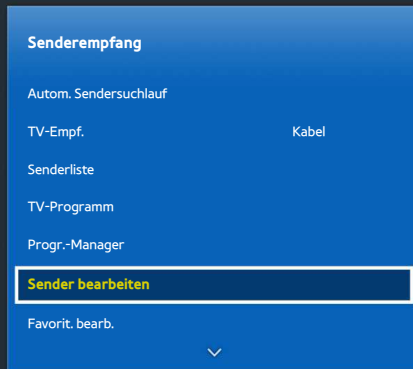 Senderempfang
Autom. Sendersuchlauf
TV-Empf. Kabel
Senderliste
TV-Programm
Progr.-Manager
Sender bearbeiten
Favorit. bearb.